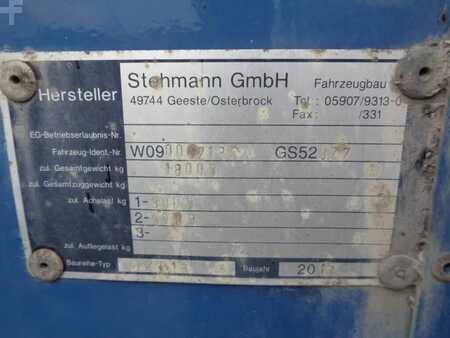 Hersteller
Stehmann GmbH Fahrzeugbau
49744 Geeste/Osterbrock Tel.: 05907/9313-0
Fax: /331
EG-Betriebserlaubnis-Nr.
Fahrzeug-Ident.-Nr. W09 GS52
zul. Gesamtgewicht kg 18000
zul. Gesamtzuggewicht kg
zul. Achslast kg 1-
2-
3-
zul. Aufliegelast kg
Baureihe-Typ Baujahr